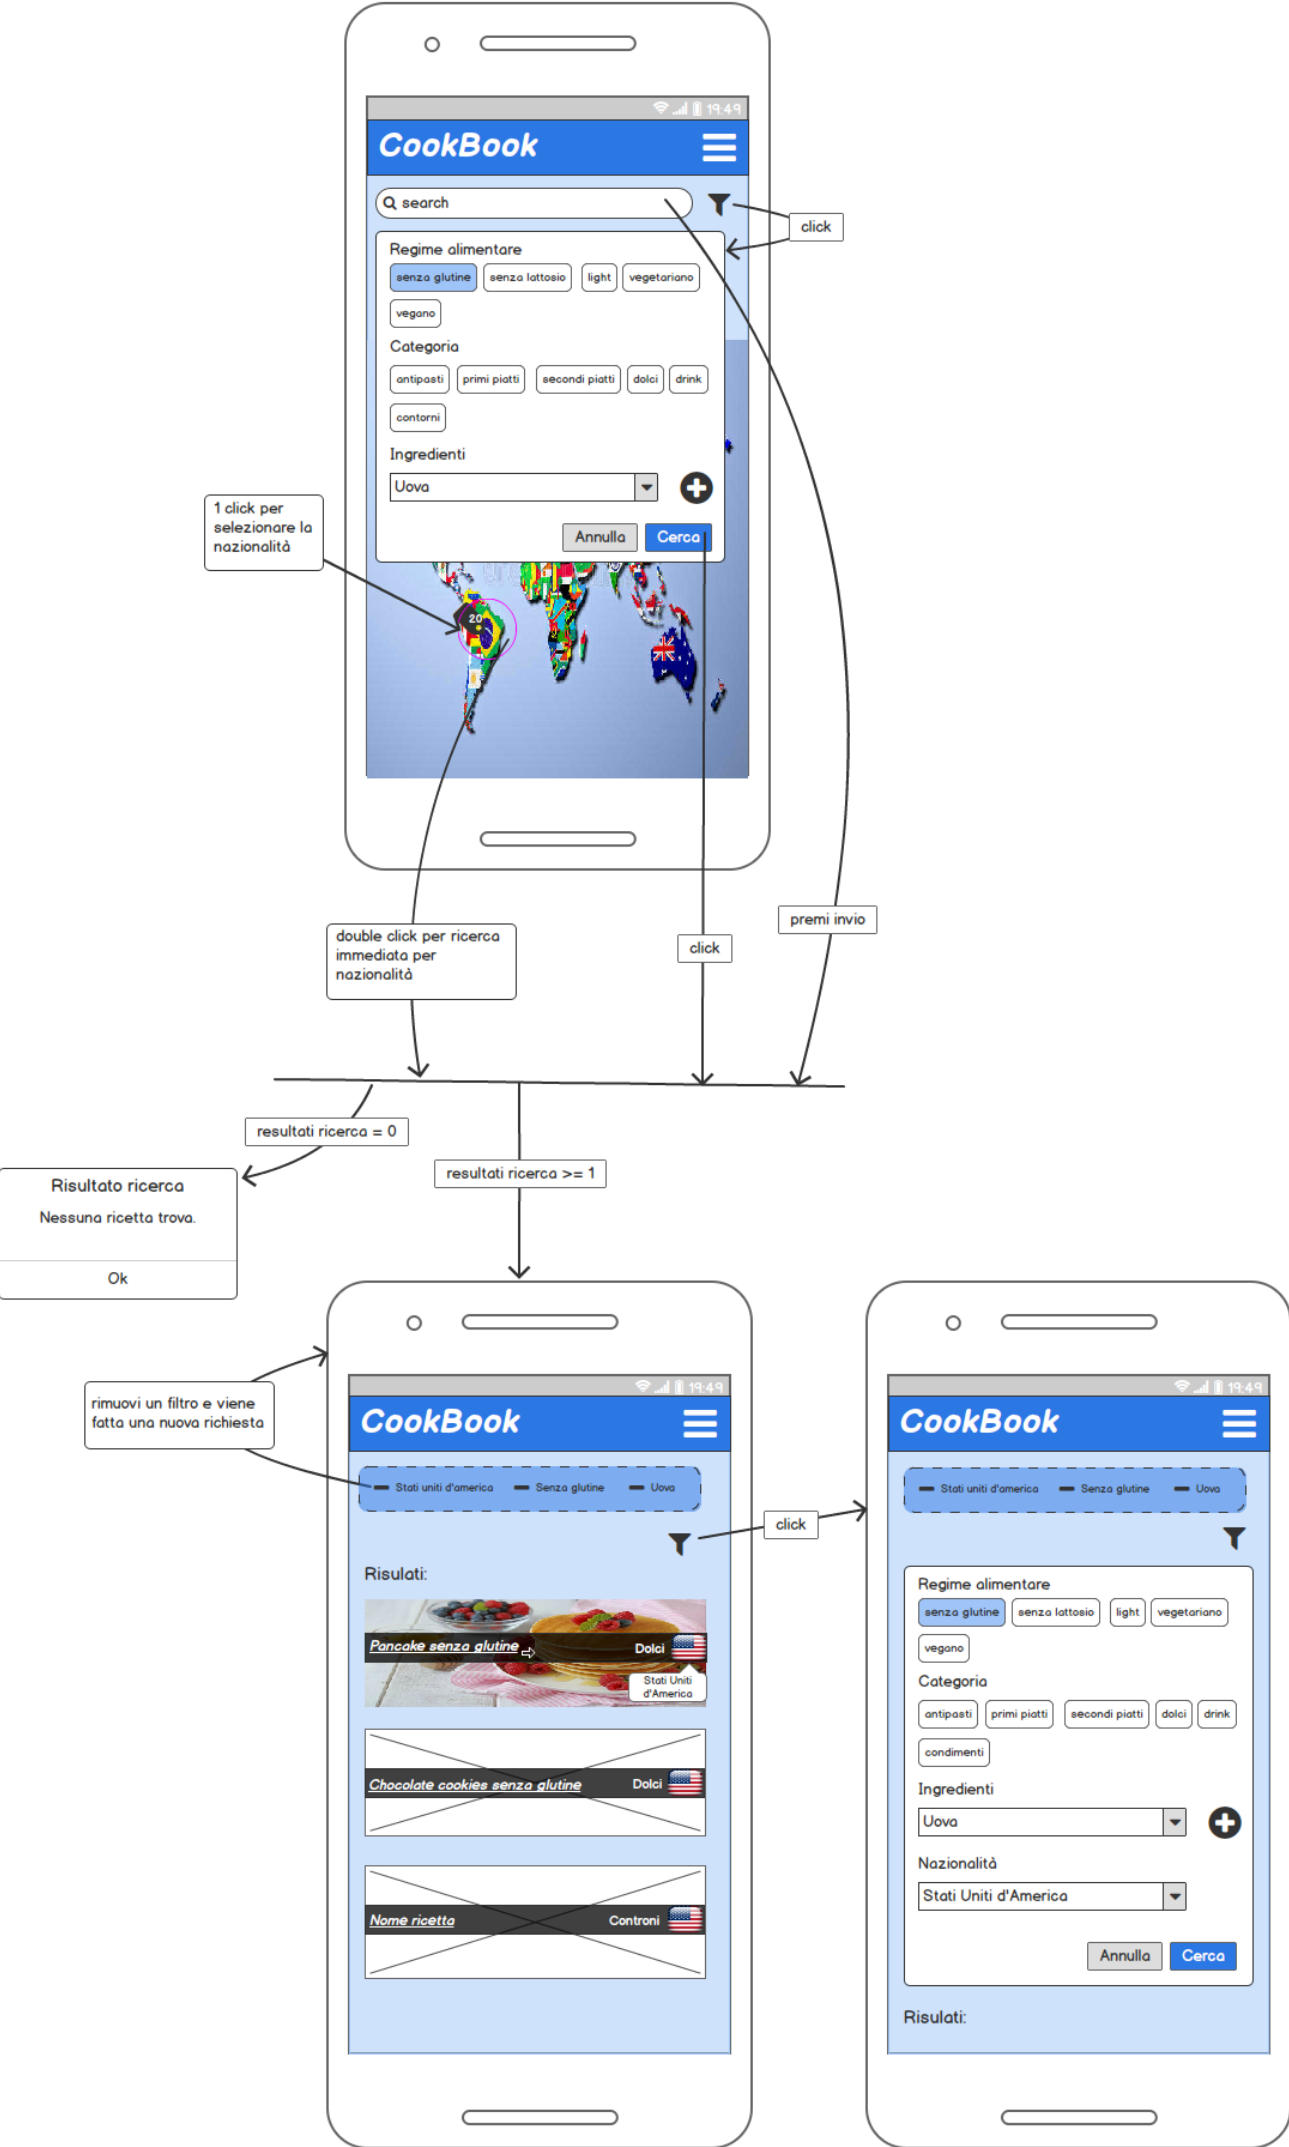 19:49
CookBook
search
click
Regime alimentare
senza glutine
senza lattosio
light
vegetariano
vegano
Categoria
antipasti
primi piatti
secondi piatti
dolci
drink
contorni
Ingredienti
Uova
Annulla
Cerca
1 click per
selezionare la
nazionalità
20
double click per ricerca
immediata per
nazionalità
click
premi invio
resultati ricerca = 0
resultati ricerca >= 1
Risultato ricerca
Nessuna ricetta trova.
Ok
rimuovi un filtro e viene
fatta una nuova richiesta
19:49
CookBook
Stati uniti d'america
Senza glutine
Uova
click
Risulati:
Pancake senza glutine
Dolci
Stati Uniti
d'America
Chocolate cookies senza glutine
Dolci
Nome ricetta
Controni
19:49
CookBook
Stati uniti d'america
Senza glutine
Uova
Regime alimentare
senza glutine
senza lattosio
light
vegetariano
vegano
Categoria
antipasti
primi piatti
secondi piatti
dolci
drink
condimenti
Ingredienti
Uova
Nazionalità
Stati Uniti d'America
Annulla
Cerca
Risulati: